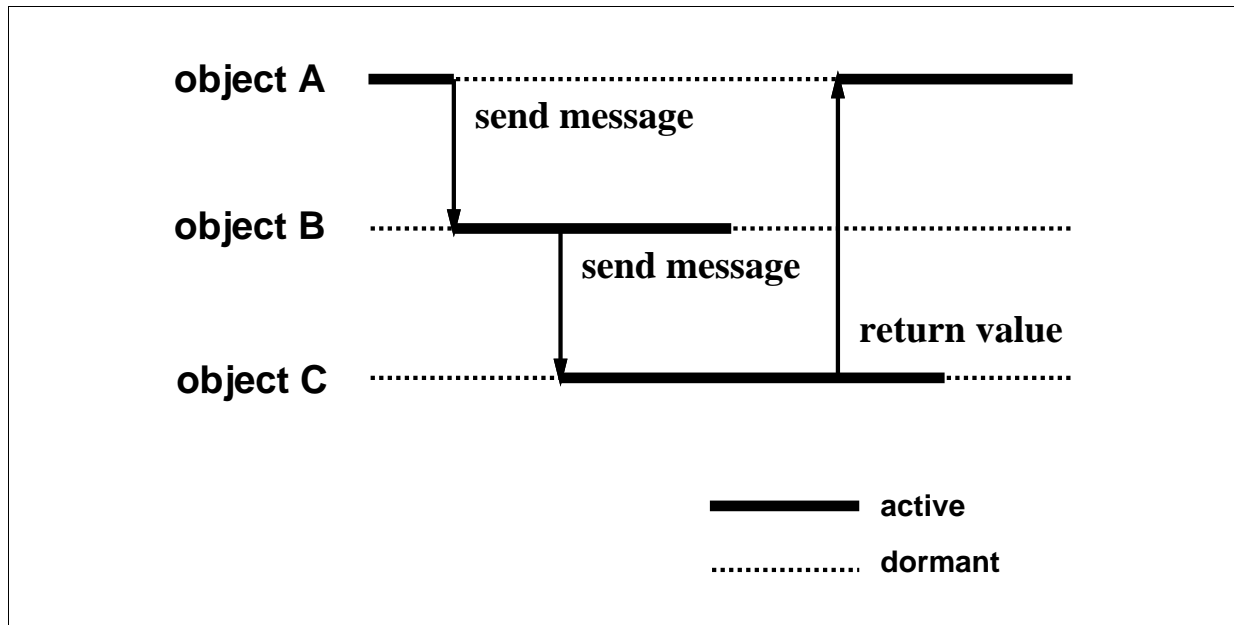 object A
send message
object B
send message
return value
object C
active
dormant